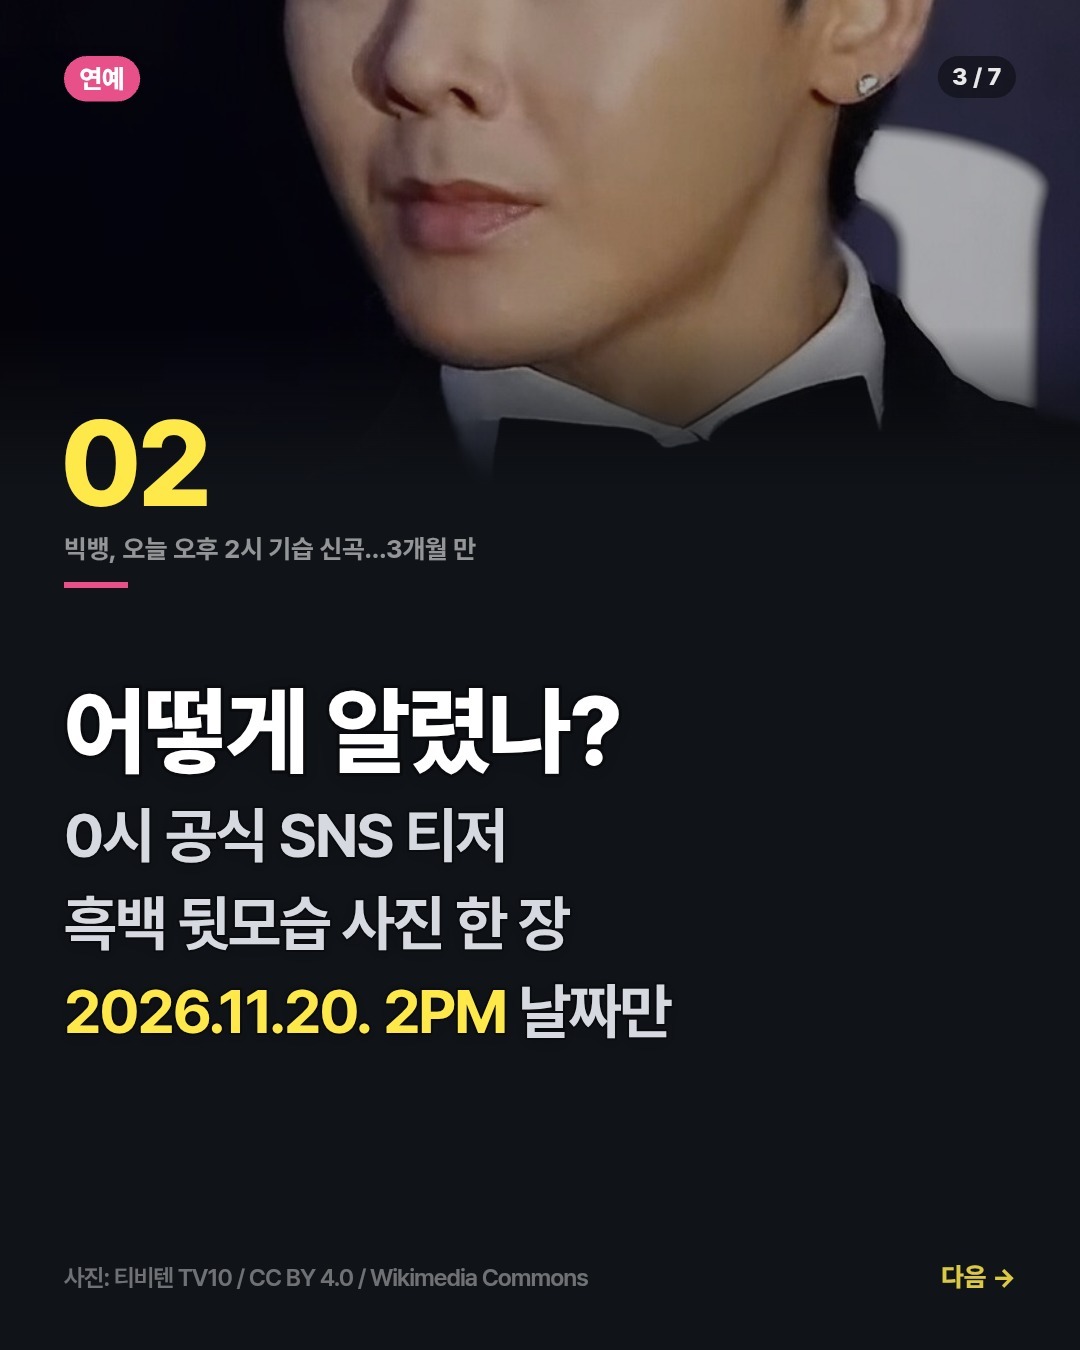 연예
3 / 7
02
빅뱅, 오늘 오후 2시 기습 신곡...3개월 만
어떻게 알렸나?
0시 공식 SNS 티저
흑백 뒷모습 사진 한 장
2026.11.20. 2PM 날짜만
사진: 티비텐 TV10 / CC BY 4.0 / Wikimedia Commons
다음 →